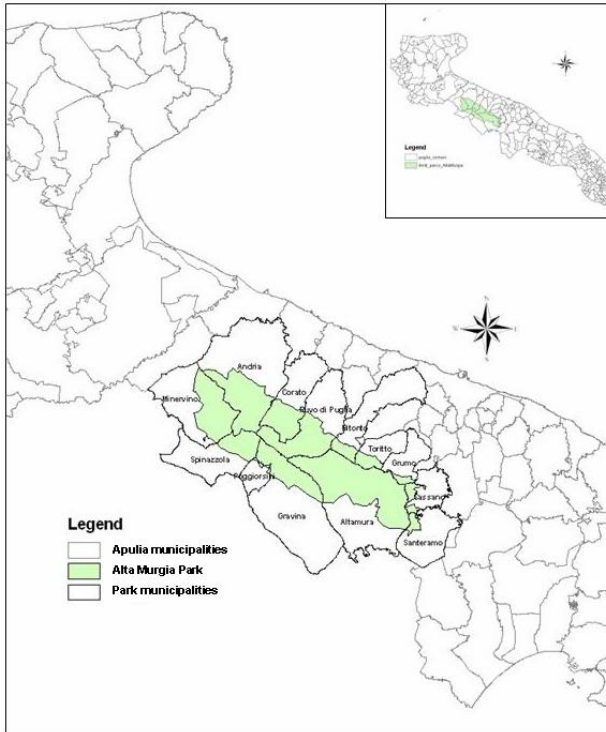 Legend
Andria
Corato
Minervino
Ruvo di Puglia
Bitonto
Toritto
Grumo
Spinazzola
Poggiorsini
Cassano
Gravina
Altamura
Santeramo
Legend
Apulia municipalities
Alta Murgia Park
Park municipalities